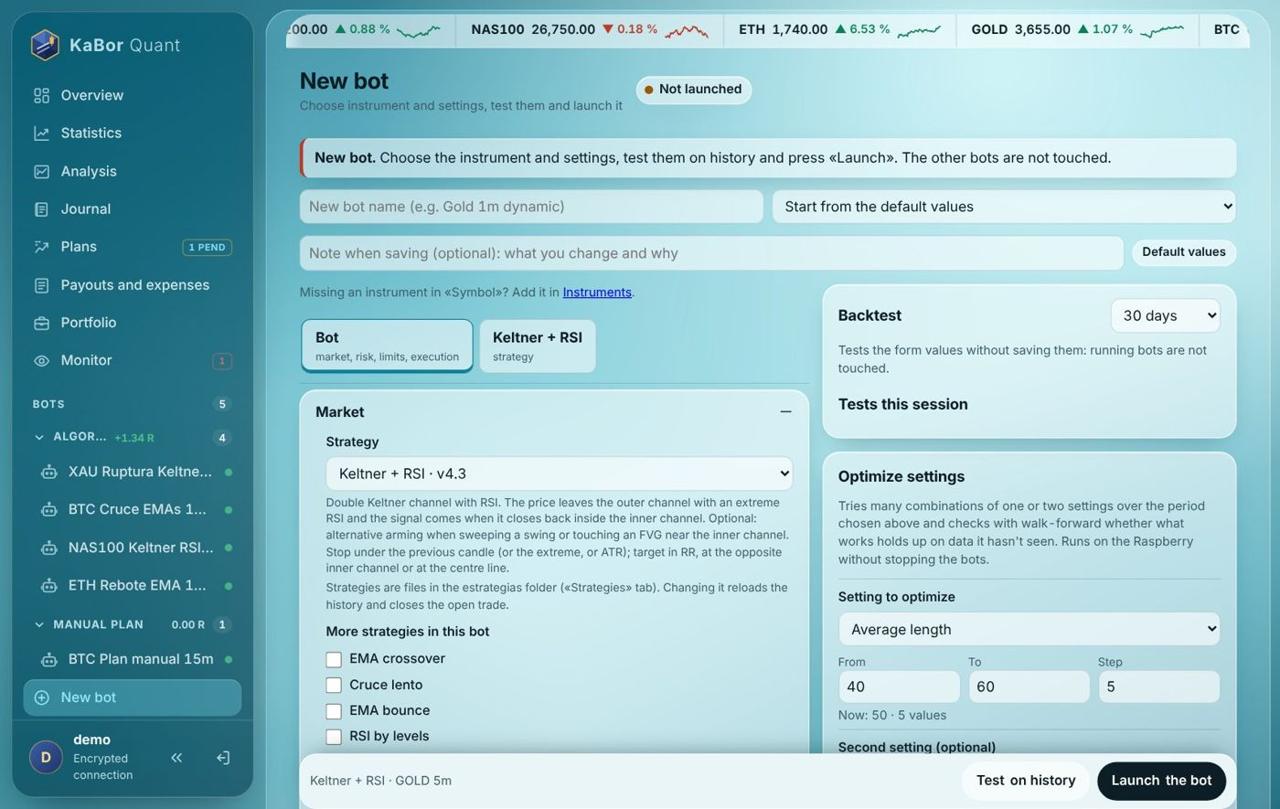 KaBor Quant
Overview
Statistics
Analysis
Journal
Plans 1 PEND
Payouts and expenses
Portfolio
Monitor 1
BOTS 5
ALGOR... +1.34 R 4
XAU Ruptura Keltne...
BTC Cruce EMAs 1...
NAS100 Keltner RSI...
ETH Rebote EMA 1...
MANUAL PLAN 0.00 R 1
BTC Plan manual 15m
New bot
D
demo
Encrypted
connection
00.00 ▲ 0.88 % NAS100 26,750.00 ▼ 0.18 % ETH 1,740.00 ▲ 6.53 % GOLD 3,655.00 ▲ 1.07 % BTC
New bot
Choose instrument and settings, test them and launch it
Not launched
New bot. Choose the instrument and settings, test them on history and press «Launch». The other bots are not touched.
New bot name (e.g. Gold 1m dynamic)
Start from the default values
Note when saving (optional): what you change and why
Default values
Missing an instrument in «Symbol»? Add it in Instruments.
Bot
market, risk, limits, execution
Keltner + RSI
strategy
Market
Strategy
Keltner + RSI · v4.3
Double Keltner channel with RSI. The price leaves the outer channel with an extreme
RSI and the signal comes when it closes back inside the inner channel. Optional:
alternative arming when sweeping a swing or touching an FVG near the inner channel.
Stop under the previous candle (or the extreme, or ATR); target in RR, at the opposite
inner channel or at the centre line.
Strategies are files in the estrategias folder («Strategies» tab). Changing it reloads the
history and closes the open trade.
More strategies in this bot
EMA crossover
Cruce lento
EMA bounce
RSI by levels
Backtest
30 days
Tests the form values without saving them: running bots are not
touched.
Tests this session
Optimize settings
Tries many combinations of one or two settings over the period
chosen above and checks with walk-forward whether what
works holds up on data it hasn't seen. Runs on the Raspberry
without stopping the bots.
Setting to optimize
Average length
From To Step
40 60 5
Now: 50 · 5 values
Second setting (optional)
Keltner + RSI · GOLD 5m
Test on history
Launch the bot